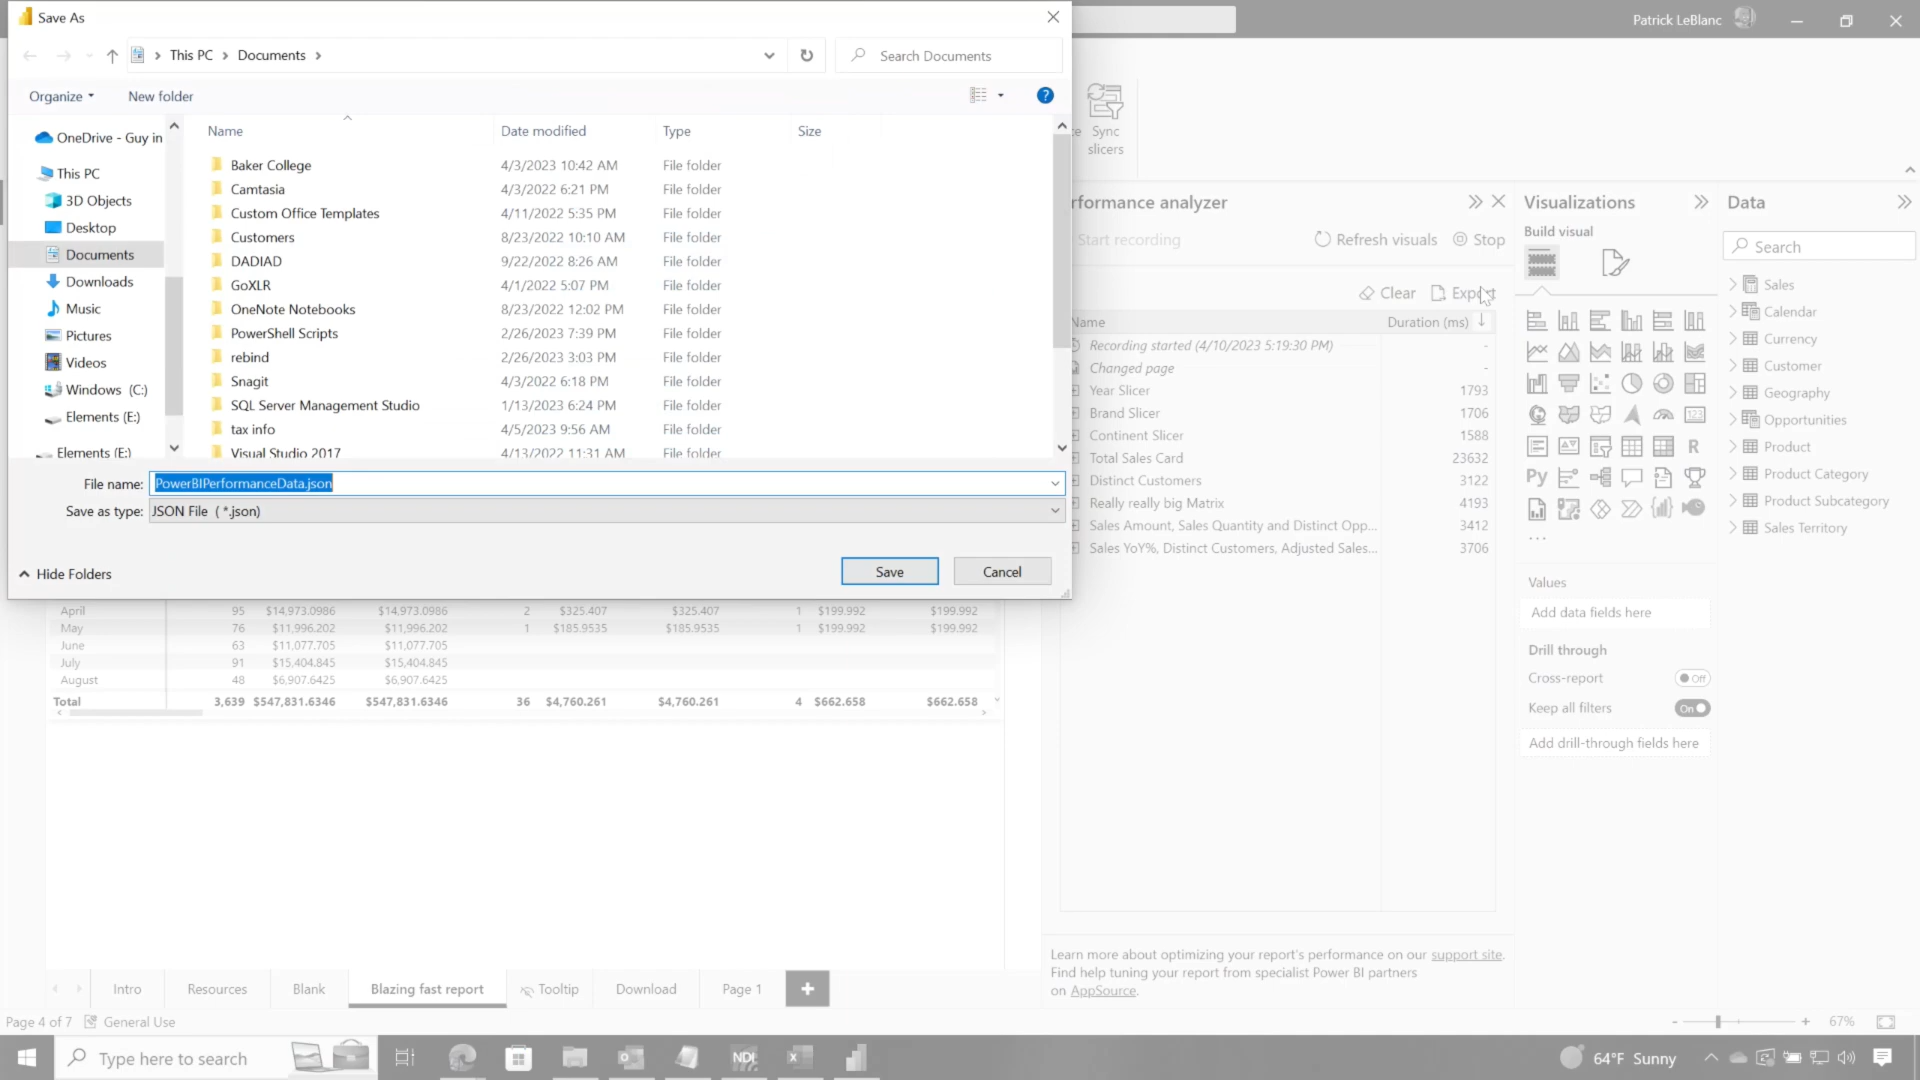 Save As
Patrick LeBlanc
This PC
Documents
Search Documents
Organize
New folder
?
Sync
slicers
Name
Date modified
Type
Size
OneDrive - Guy in
This PC
3D Objects
Desktop
Documents
Downloads
Music
Pictures
Videos
Windows (C:)
Elements (E:)
Elements (E:)
Baker College 4/3/2023 10:42 AM File folder
Camtasia 4/3/2022 6:21 PM File folder
Custom Office Templates 4/11/2022 5:35 PM File folder
Customers 8/23/2022 10:10 AM File folder
DADIAD 9/22/2022 8:26 AM File folder
GoXLR 4/1/2022 5:07 PM File folder
OneNote Notebooks 8/23/2022 12:02 PM File folder
PowerShell Scripts 2/26/2023 7:39 PM File folder
rebind 2/26/2023 3:03 PM File folder
Snagit 4/3/2022 6:18 PM File folder
SQL Server Management Studio 1/13/2023 6:24 PM File folder
tax info 4/5/2023 9:56 AM File folder
Visual Studio 2017 4/13/2022 11:31 AM File folder
File name: PowerBIPerformanceData.json
Save as type: JSON File ( *.json)
Hide Folders
Save
Cancel
rformance analyzer
Start recording
Refresh visuals
Stop
Clear
Export
Name Duration (ms)
Recording started (4/10/2023 5:19:30 PM) -
Changed page -
Year Slicer 1793
Brand Slicer 1706
Continent Slicer 1588
Total Sales Card 23632
Distinct Customers 3122
Really really big Matrix 4193
Sales Amount, Sales Quantity and Distinct Opp... 3412
Sales YoY%, Distinct Customers, Adjusted Sales... 3706
Learn more about optimizing your report's performance on our support site.
Find help tuning your report from specialist Power BI partners
on AppSource.
Visualizations
Build visual
123
R
Py
...
Values
Add data fields here
Drill through
Cross-report Off
Keep all filters On
Add drill-through fields here
Data
Search
Sales
Calendar
Currency
Customer
Geography
Opportunities
Product
Product Category
Product Subcategory
Sales Territory
April 95 $14,973.0986 $14,973.0986 2 $325.407 $325.407 1 $199.992 $199.992
May 76 $11,996.202 $11,996.202 1 $185.9535 $185.9535 1 $199.992 $199.992
June 63 $11,077.705 $11,077.705
July 91 $15,404.845 $15,404.845
August 48 $6,907.6425 $6,907.6425
Total 3,639 $547,831.6346 $547,831.6346 36 $4,760.261 $4,760.261 4 $662.658 $662.658
Intro
Resources
Blank
Blazing fast report
Tooltip
Download
Page 1
+
Page 4 of 7
General Use
- + 67%
Type here to search
NDI
64°F Sunny